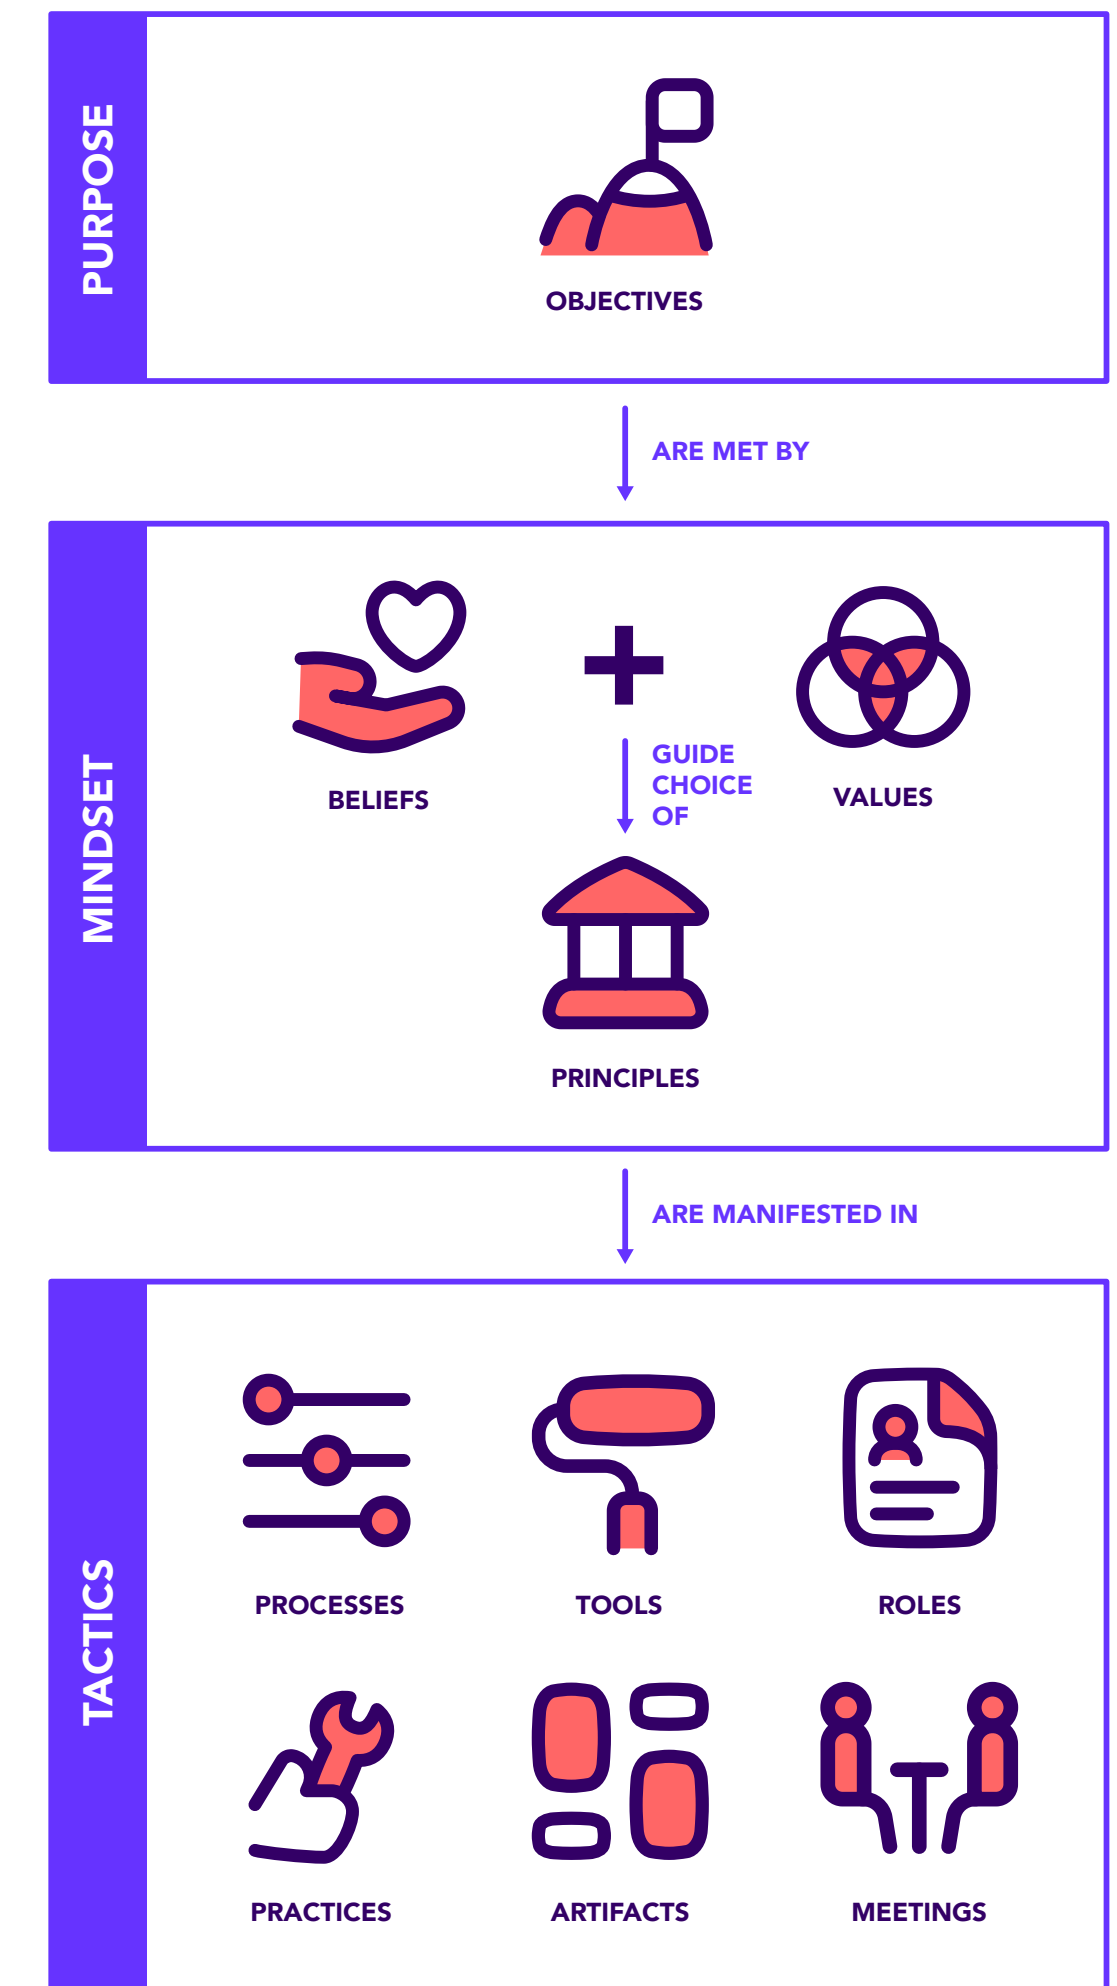 PURPOSE
OBJECTIVES
ARE MET BY
MINDSET
BELIEFS
GUIDE
CHOICE
OF
VALUES
PRINCIPLES
ARE MANIFESTED IN
TACTICS
PROCESSES
TOOLS
ROLES
PRACTICES
ARTIFACTS
MEETINGS